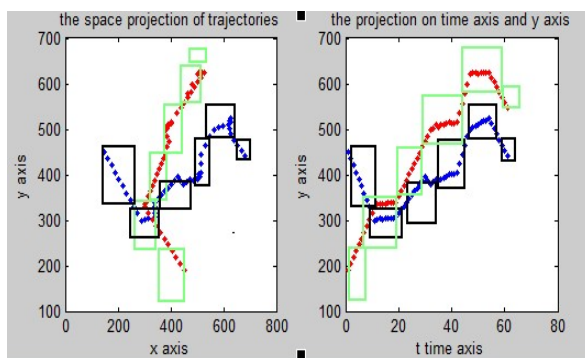 the space projection of trajectories
the projection on time axis and y axis
700
600
500
400
300
200
100
0 200 400 600 800
y axis
x axis
700
600
500
400
300
200
100
0 20 40 60 80
y axis
t time axis